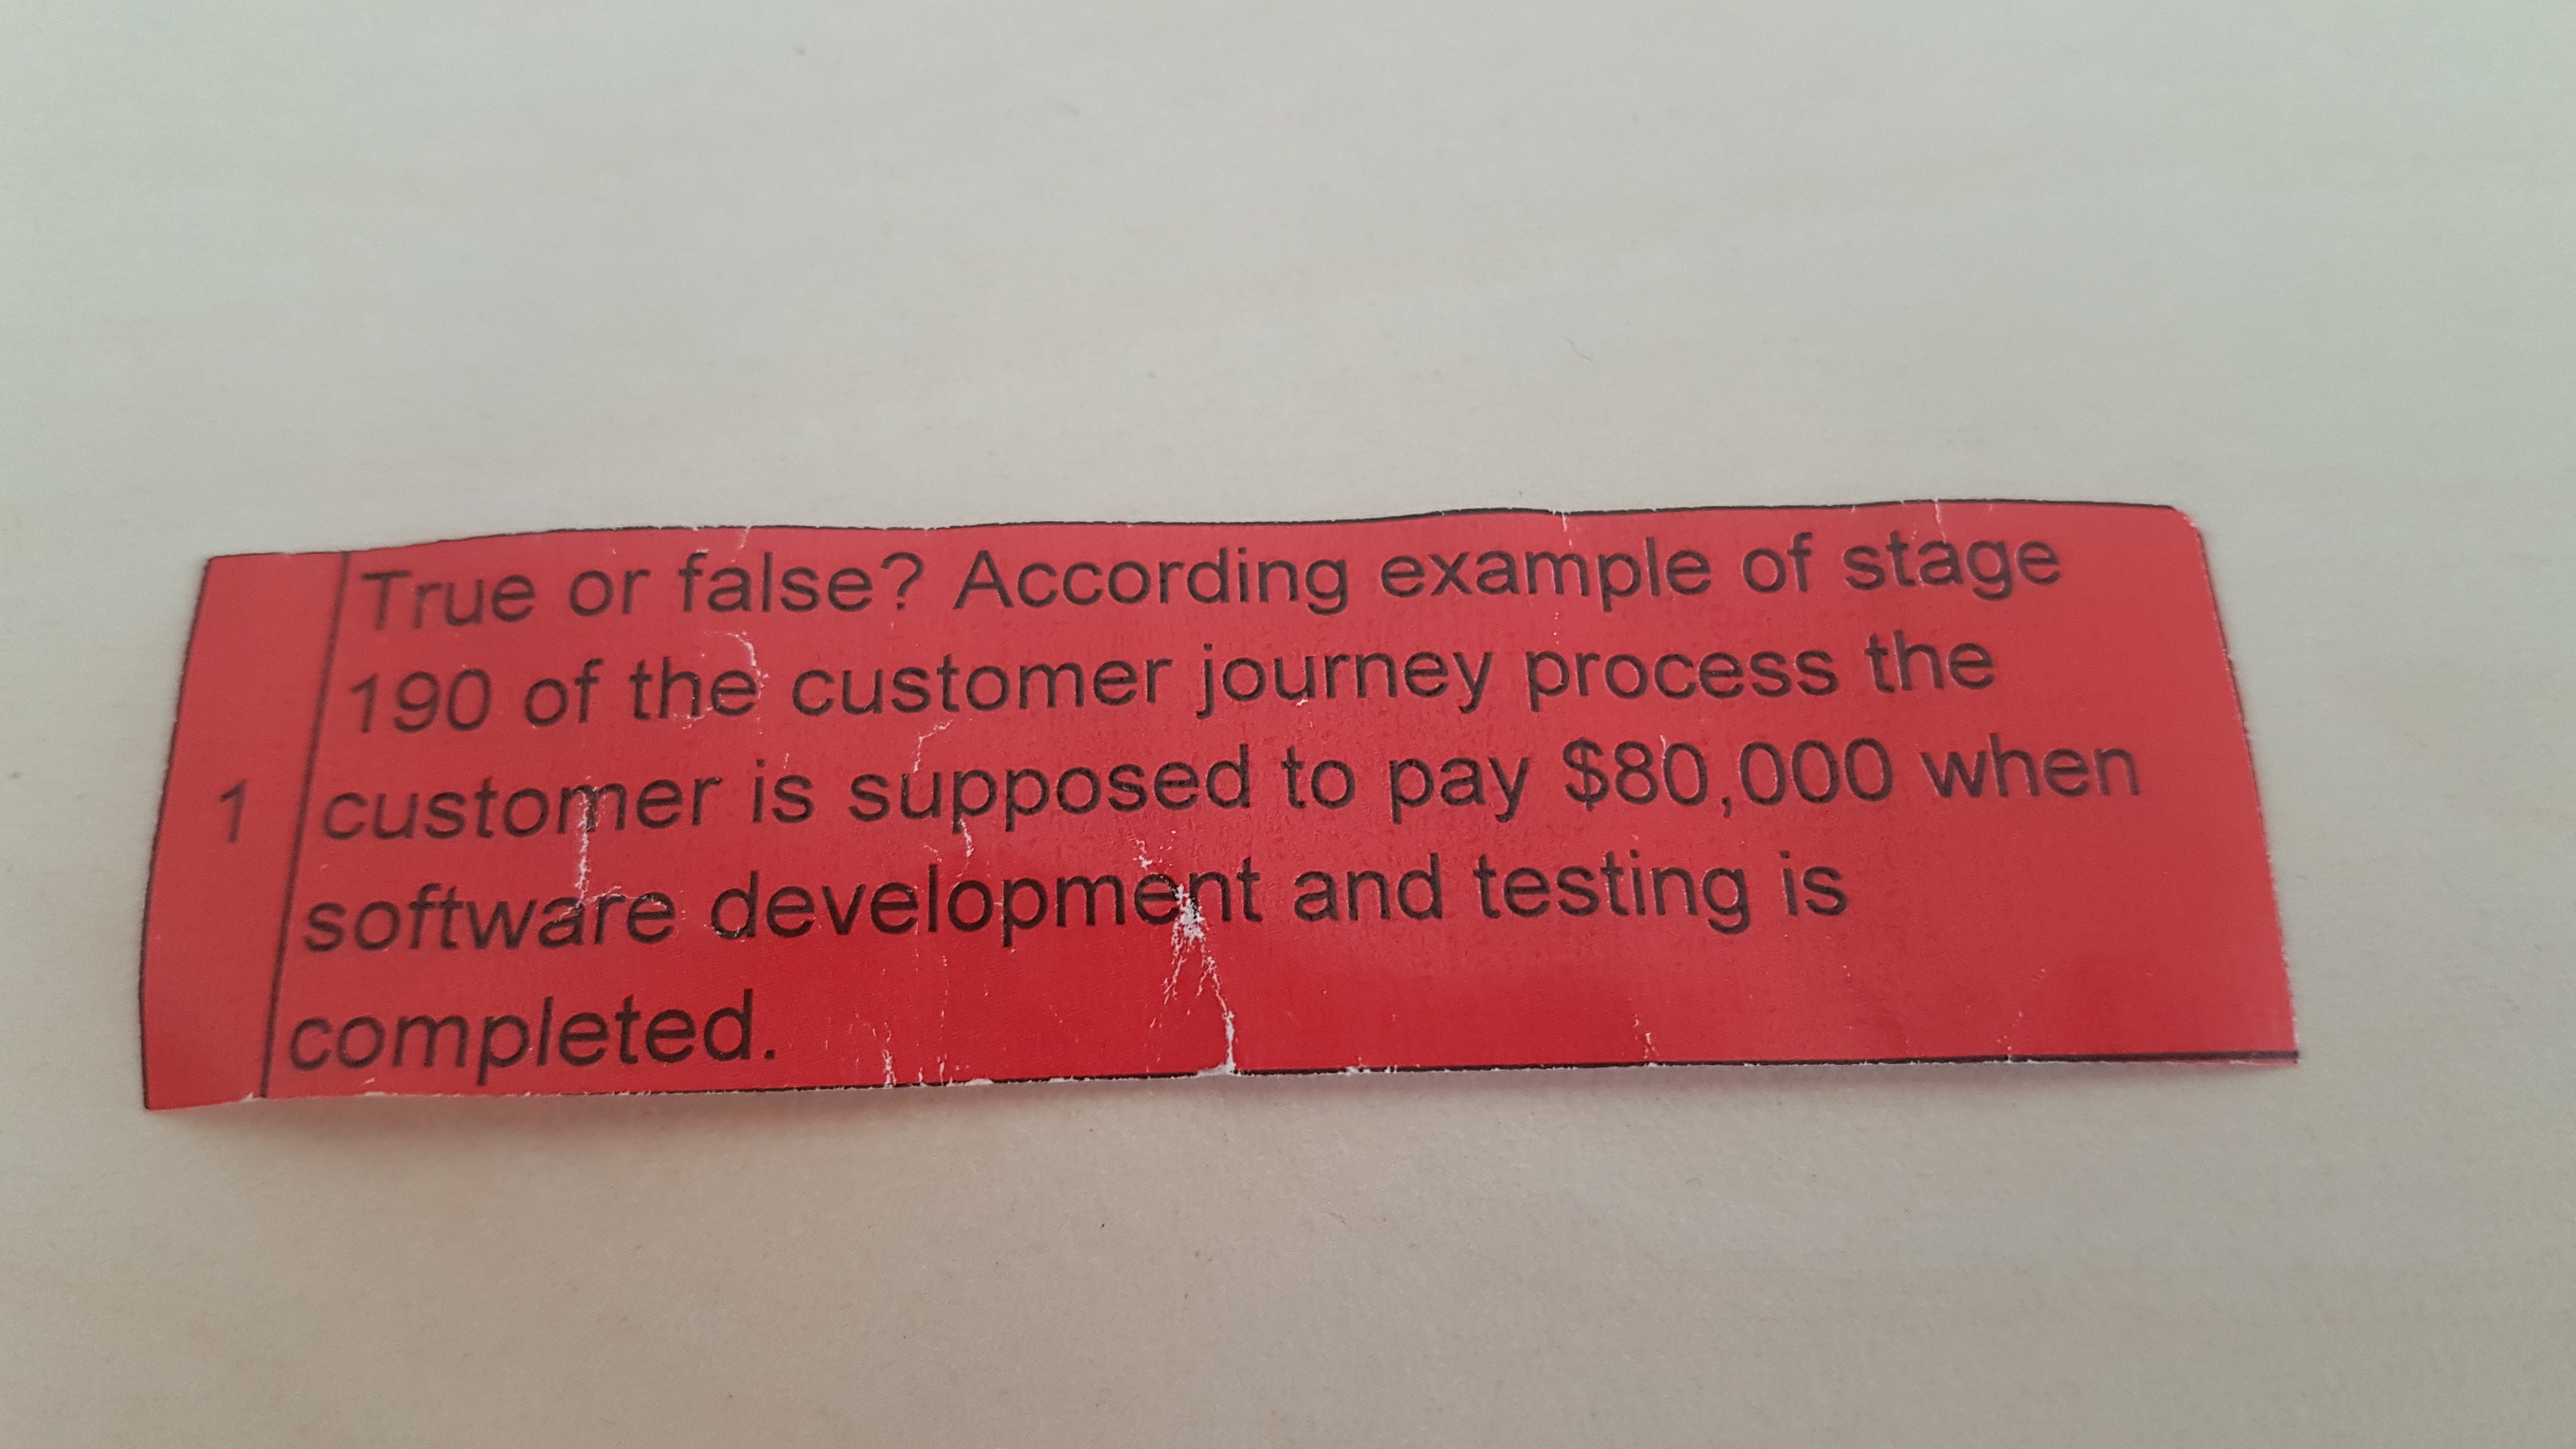 1
True or false? According example of stage
190 of the customer journey process the
customer is supposed to pay $80,000 when
software development and testing is
completed.